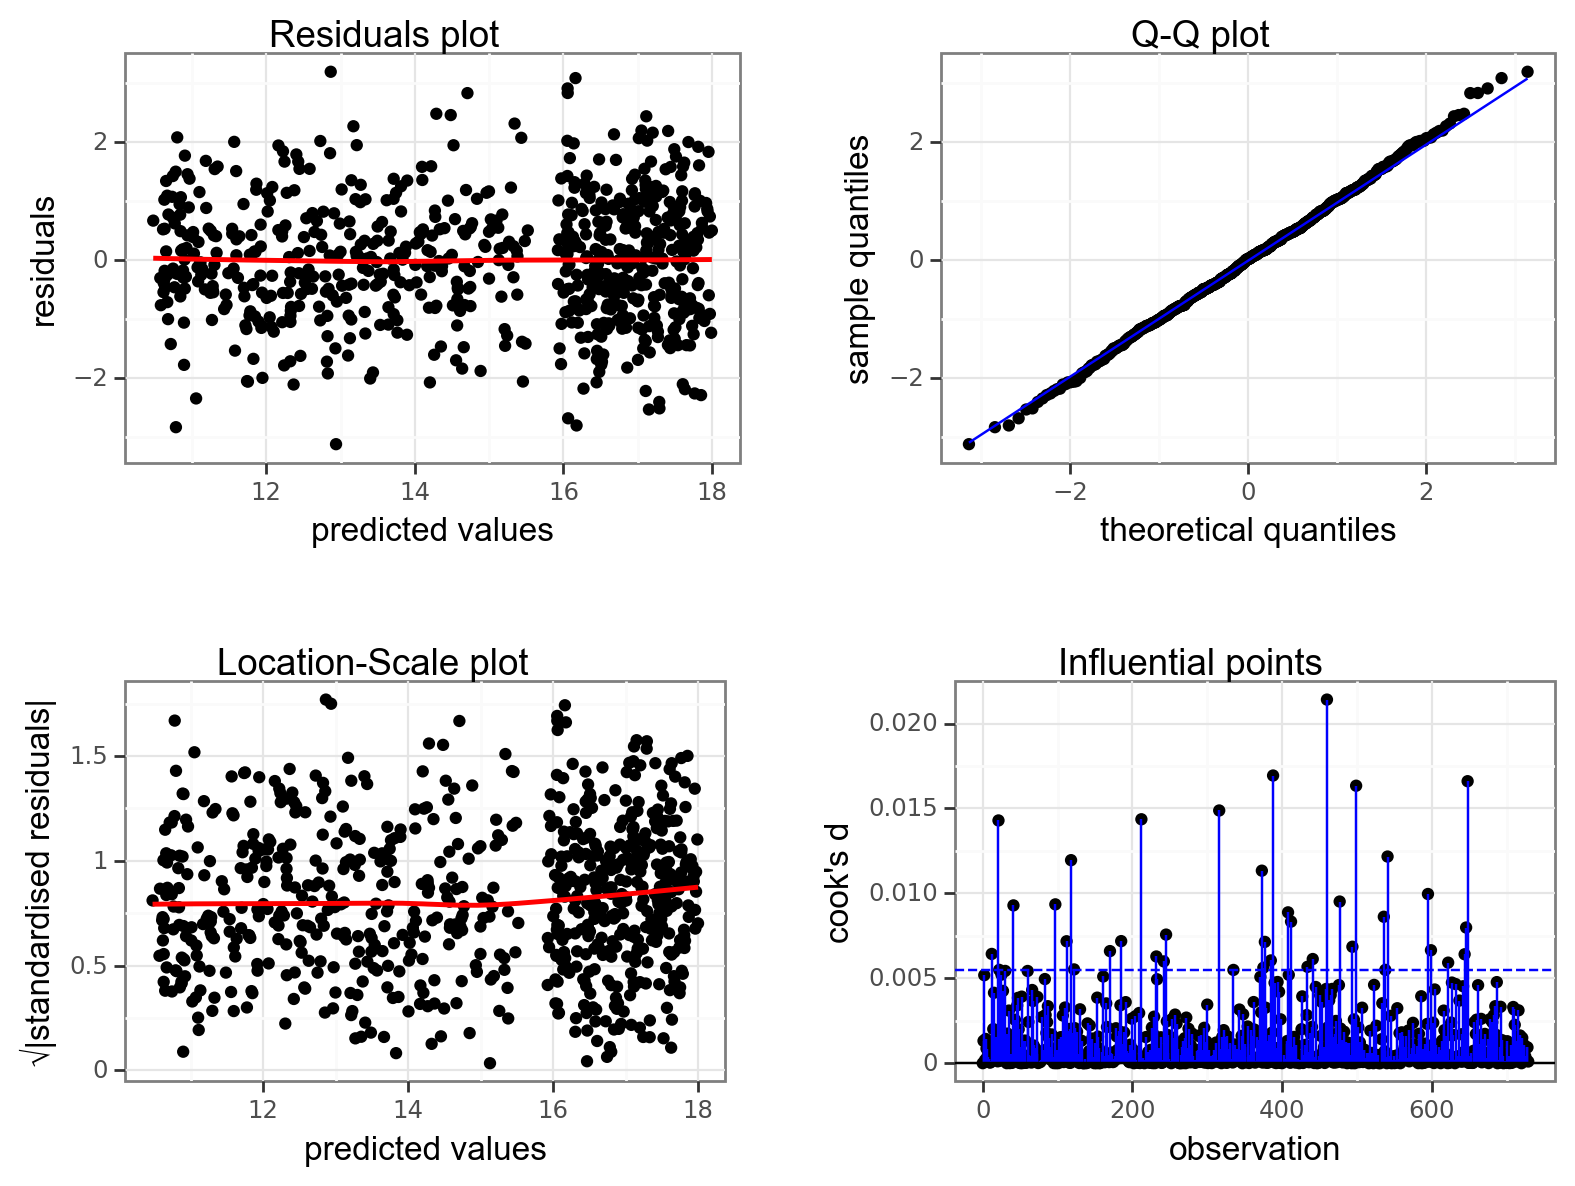 Residuals plot
residuals
2
0
−2
12 14 16 18
predicted values
Q-Q plot
sample quantiles
2
0
−2
−2 0 2
theoretical quantiles
Location-Scale plot
√|standardised residuals|
1.5
1
0.5
0
12 14 16 18
predicted values
Influential points
cook's d
0.020
0.015
0.010
0.005
0
0 200 400 600
observation